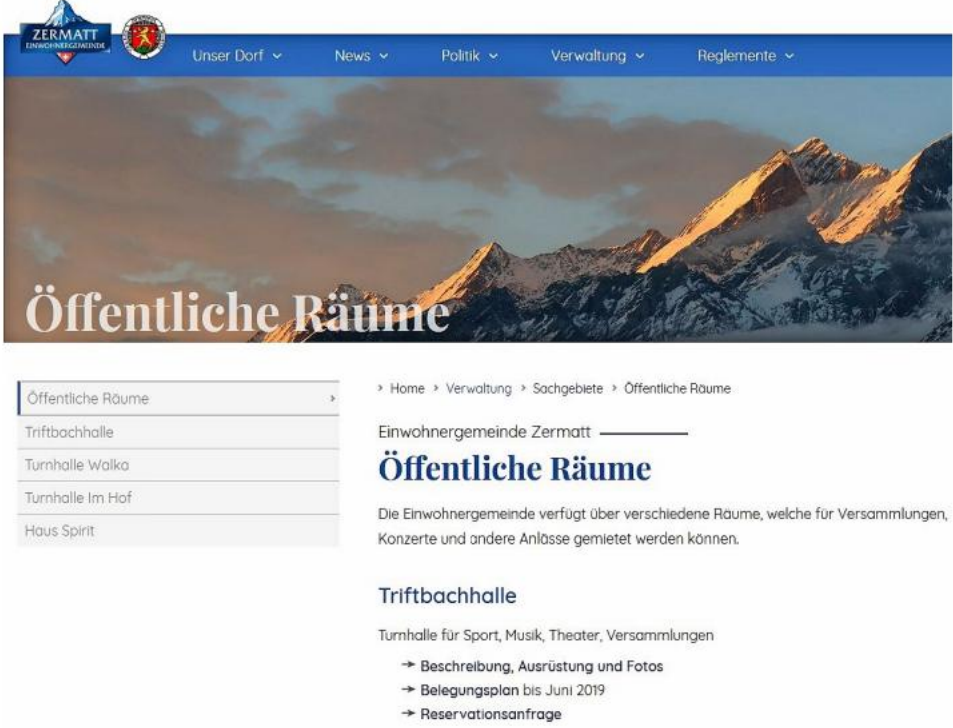 ZERMATT
EINWOHNERGEMEINDE
Unser Dorf
News
Politik
Verwaltung
Reglemente
Öffentliche Räume
Öffentliche Räume
Triftbachhalle
Turnhalle Walka
Turnhalle Im Hof
Haus Spirit
Home > Verwaltung > Sachgebiete > Öffentliche Räume
Einwohnergemeinde Zermatt
Öffentliche Räume
Die Einwohnergemeinde verfügt über verschiedene Räume, welche für Versammlungen,
Konzerte und andere Anlässe gemietet werden können.
Triftbachhalle
Turnhalle für Sport, Musik, Theater, Versammlungen
→ Beschreibung, Ausrüstung und Fotos
→ Belegungsplan bis Juni 2019
→ Reservationsanfrage